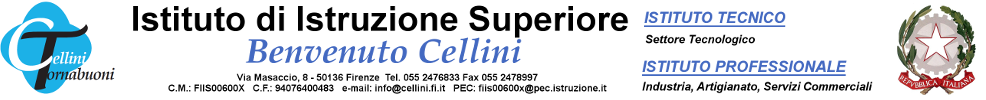 Cellini
Tornabuoni
Istituto di Istruzione Superiore
Benvenuto Cellini
Via Masaccio, 8 - 50136 Firenze Tel. 055 2476833 Fax 055 2478997
C.M.: FIIS00600X C.F.: 94076400483 e-mail: info@cellini.fi.it PEC: fiis00600x@pec.istruzione.it
ISTITUTO TECNICO
Settore Tecnologico
ISTITUTO PROFESSIONALE
Industria, Artigianato, Servizi Commerciali
REPVBBLICA ITALIANA